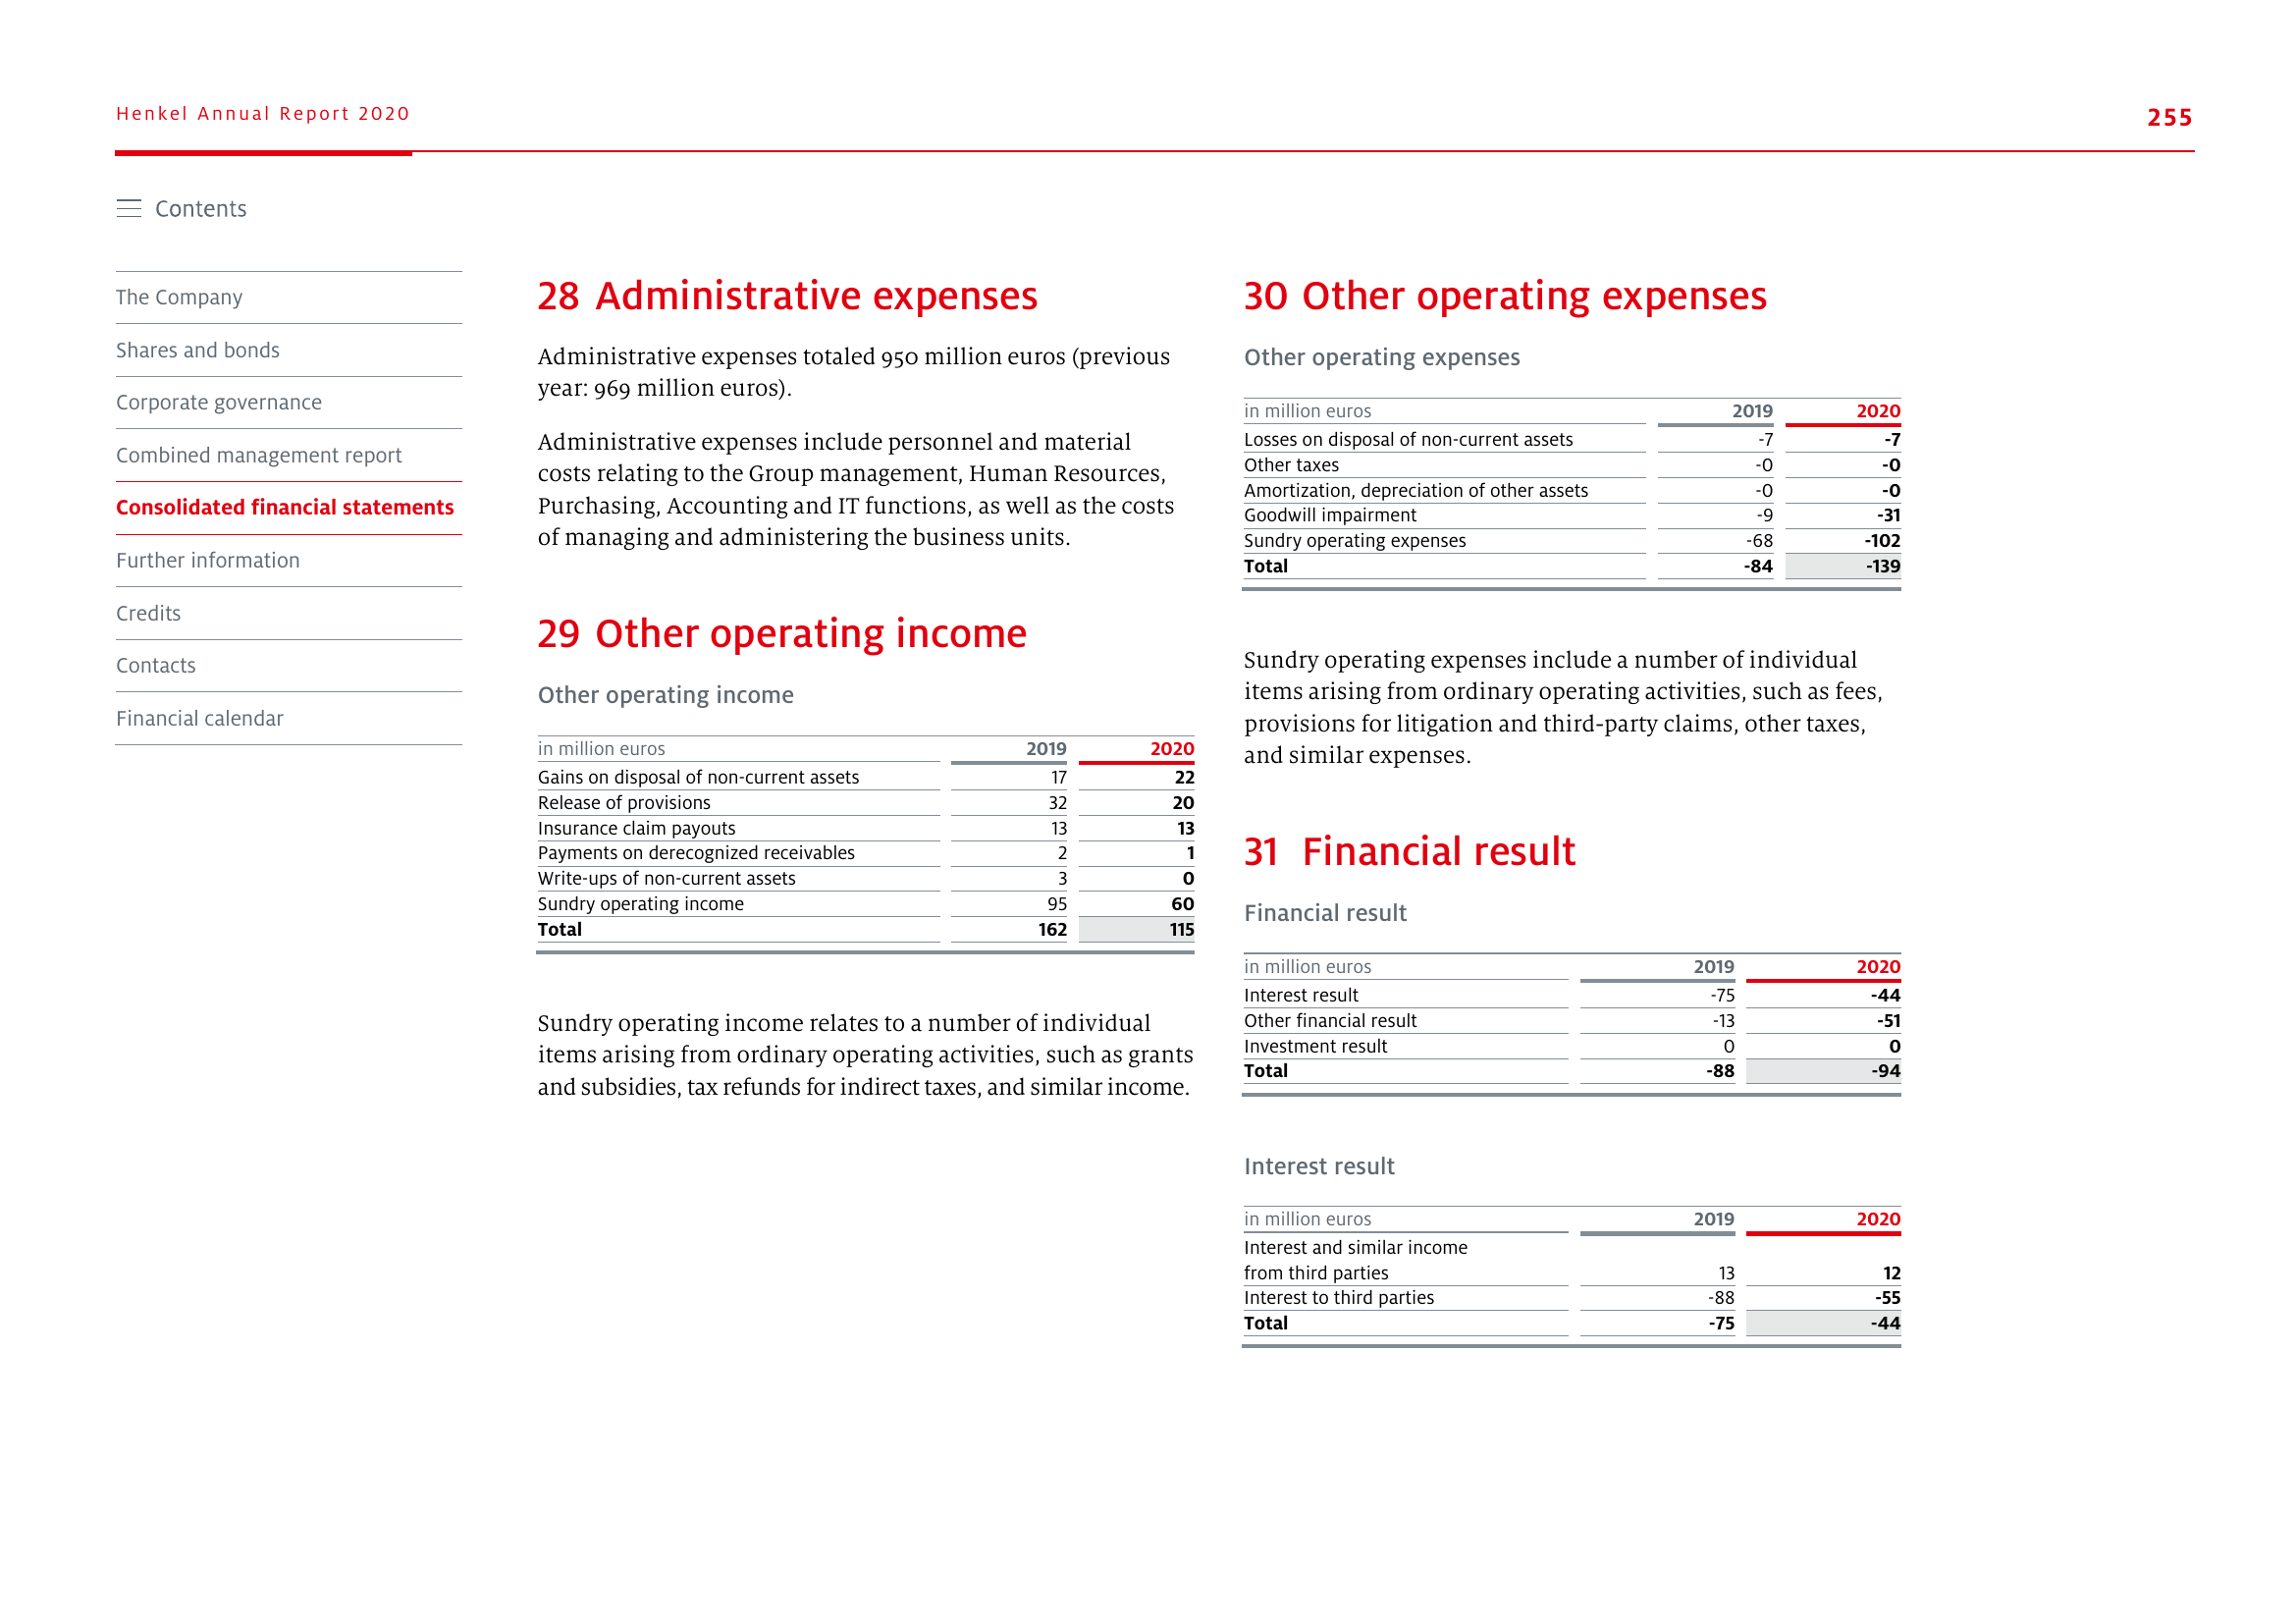 Henkel Annual Report 2020
255
Contents
The Company
Shares and bonds
Corporate governance
Combined management report
Consolidated financial statements
Further information
Credits
Contacts
Financial calendar
28 Administrative expenses
Administrative expenses totaled 950 million euros (previous
year: 969 million euros).
Administrative expenses include personnel and material
costs relating to the Group management, Human Resources,
Purchasing, Accounting and IT functions, as well as the costs
of managing and administering the business units.
29 Other operating income
Other operating income
in million euros 2019 2020
Gains on disposal of non-current assets 17 22
Release of provisions 32 20
Insurance claim payouts 13 13
Payments on derecognized receivables 2 1
Write-ups of non-current assets 3 0
Sundry operating income 95 60
Total 162 115
Sundry operating income relates to a number of individual
items arising from ordinary operating activities, such as grants
and subsidies, tax refunds for indirect taxes, and similar income.
30 Other operating expenses
Other operating expenses
in million euros 2019 2020
Losses on disposal of non-current assets -7 -7
Other taxes -0 -0
Amortization, depreciation of other assets -0 -0
Goodwill impairment -9 -31
Sundry operating expenses -68 -102
Total -84 -139
Sundry operating expenses include a number of individual
items arising from ordinary operating activities, such as fees,
provisions for litigation and third-party claims, other taxes,
and similar expenses.
31 Financial result
Financial result
in million euros 2019 2020
Interest result -75 -44
Other financial result -13 -51
Investment result 0 0
Total -88 -94
Interest result
in million euros 2019 2020
Interest and similar income
from third parties 13 12
Interest to third parties -88 -55
Total -75 -44